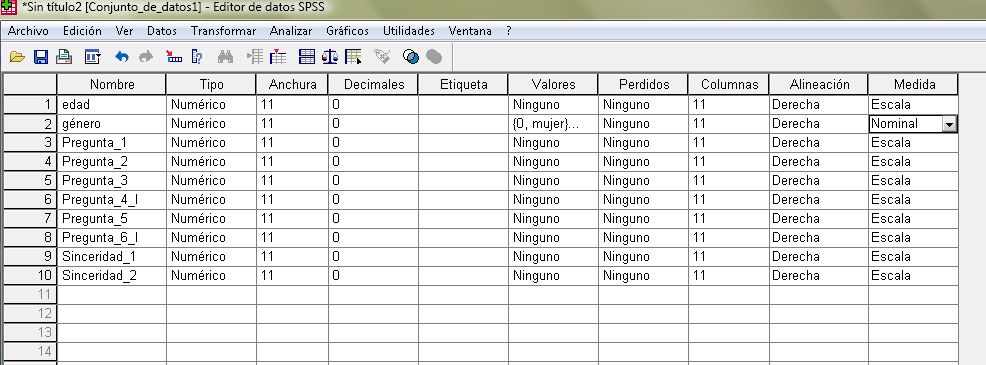 *Sin título2 [Conjunto_de_datos1] - Editor de datos SPSS
Archivo Edición Ver Datos Transformar Analizar Gráficos Utilidades Ventana ?
Nombre Tipo Anchura Decimales Etiqueta Valores Perdidos Columnas Alineación Medida
1 edad Numérico 11 0 Ninguno Ninguno 11 Derecha Escala
2 género Numérico 11 0 {0, mujer}... Ninguno 11 Derecha Nominal
3 Pregunta_1 Numérico 11 0 Ninguno Ninguno 11 Derecha Escala
4 Pregunta_2 Numérico 11 0 Ninguno Ninguno 11 Derecha Escala
5 Pregunta_3 Numérico 11 0 Ninguno Ninguno 11 Derecha Escala
6 Pregunta_4_I Numérico 11 0 Ninguno Ninguno 11 Derecha Escala
7 Pregunta_5 Numérico 11 0 Ninguno Ninguno 11 Derecha Escala
8 Pregunta_6_I Numérico 11 0 Ninguno Ninguno 11 Derecha Escala
9 Sinceridad_1 Numérico 11 0 Ninguno Ninguno 11 Derecha Escala
10 Sinceridad_2 Numérico 11 0 Ninguno Ninguno 11 Derecha Escala
11
12
13
14